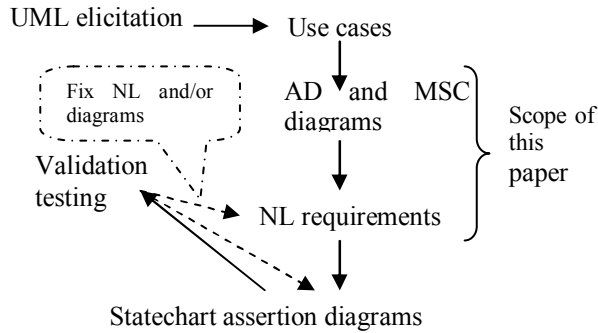 UML elicitation
Use cases
Fix NL and/or
diagrams
AD and MSC
diagrams
Scope of
this
paper
Validation
testing
NL requirements
Statechart assertion diagrams